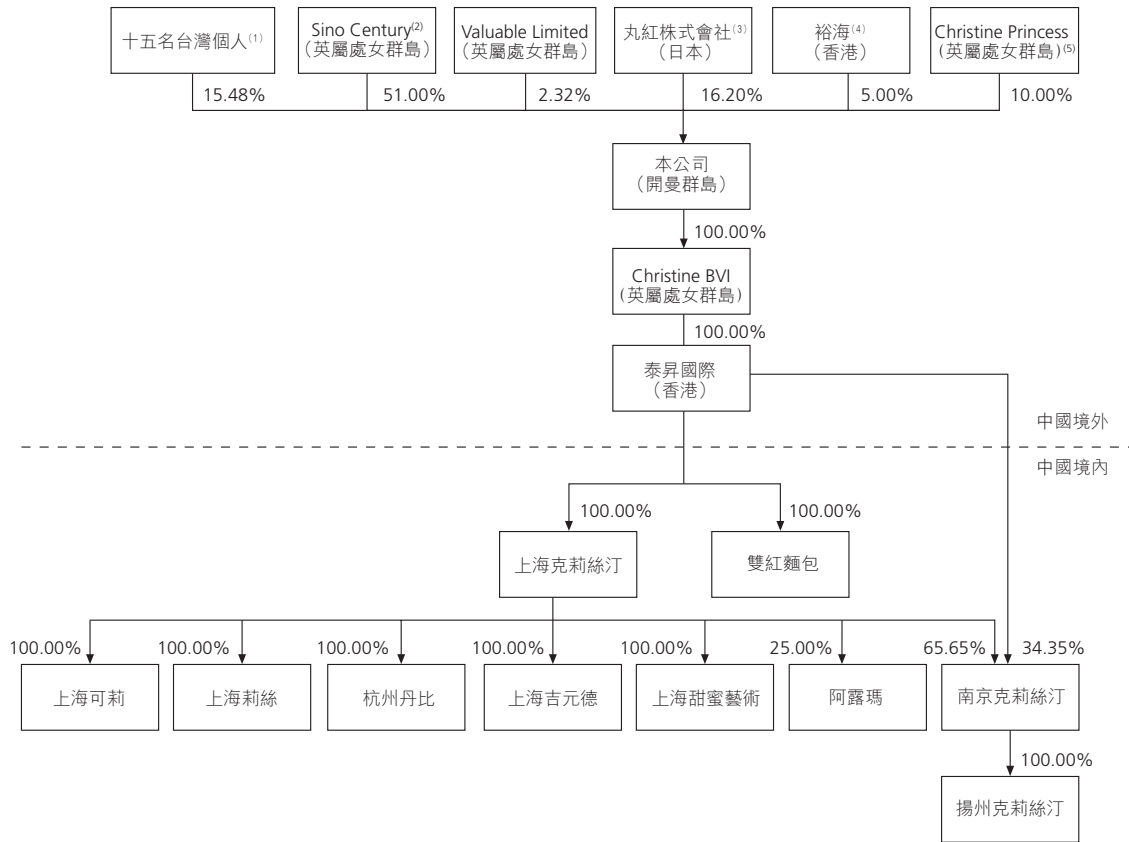 十五名台灣個人(1)
Sino Century(2)
（英屬處女群島）
Valuable Limited
（英屬處女群島）
丸紅株式會社(3)
（日本）
裕海(4)
（香港）
Christine Princess
（英屬處女群島）(5)
15.48%
51.00%
2.32%
16.20%
5.00%
10.00%
本公司
（開曼群島）
100.00%
Christine BVI
（英屬處女群島）
100.00%
泰昇國際
（香港）
中國境外
中國境內
100.00%
100.00%
上海克莉絲汀
雙紅麵包
100.00%
100.00%
100.00%
100.00%
100.00%
25.00%
65.65%
34.35%
上海可莉
上海莉絲
杭州丹比
上海吉元德
上海甜蜜藝術
阿露瑪
南京克莉絲汀
100.00%
揚州克莉絲汀